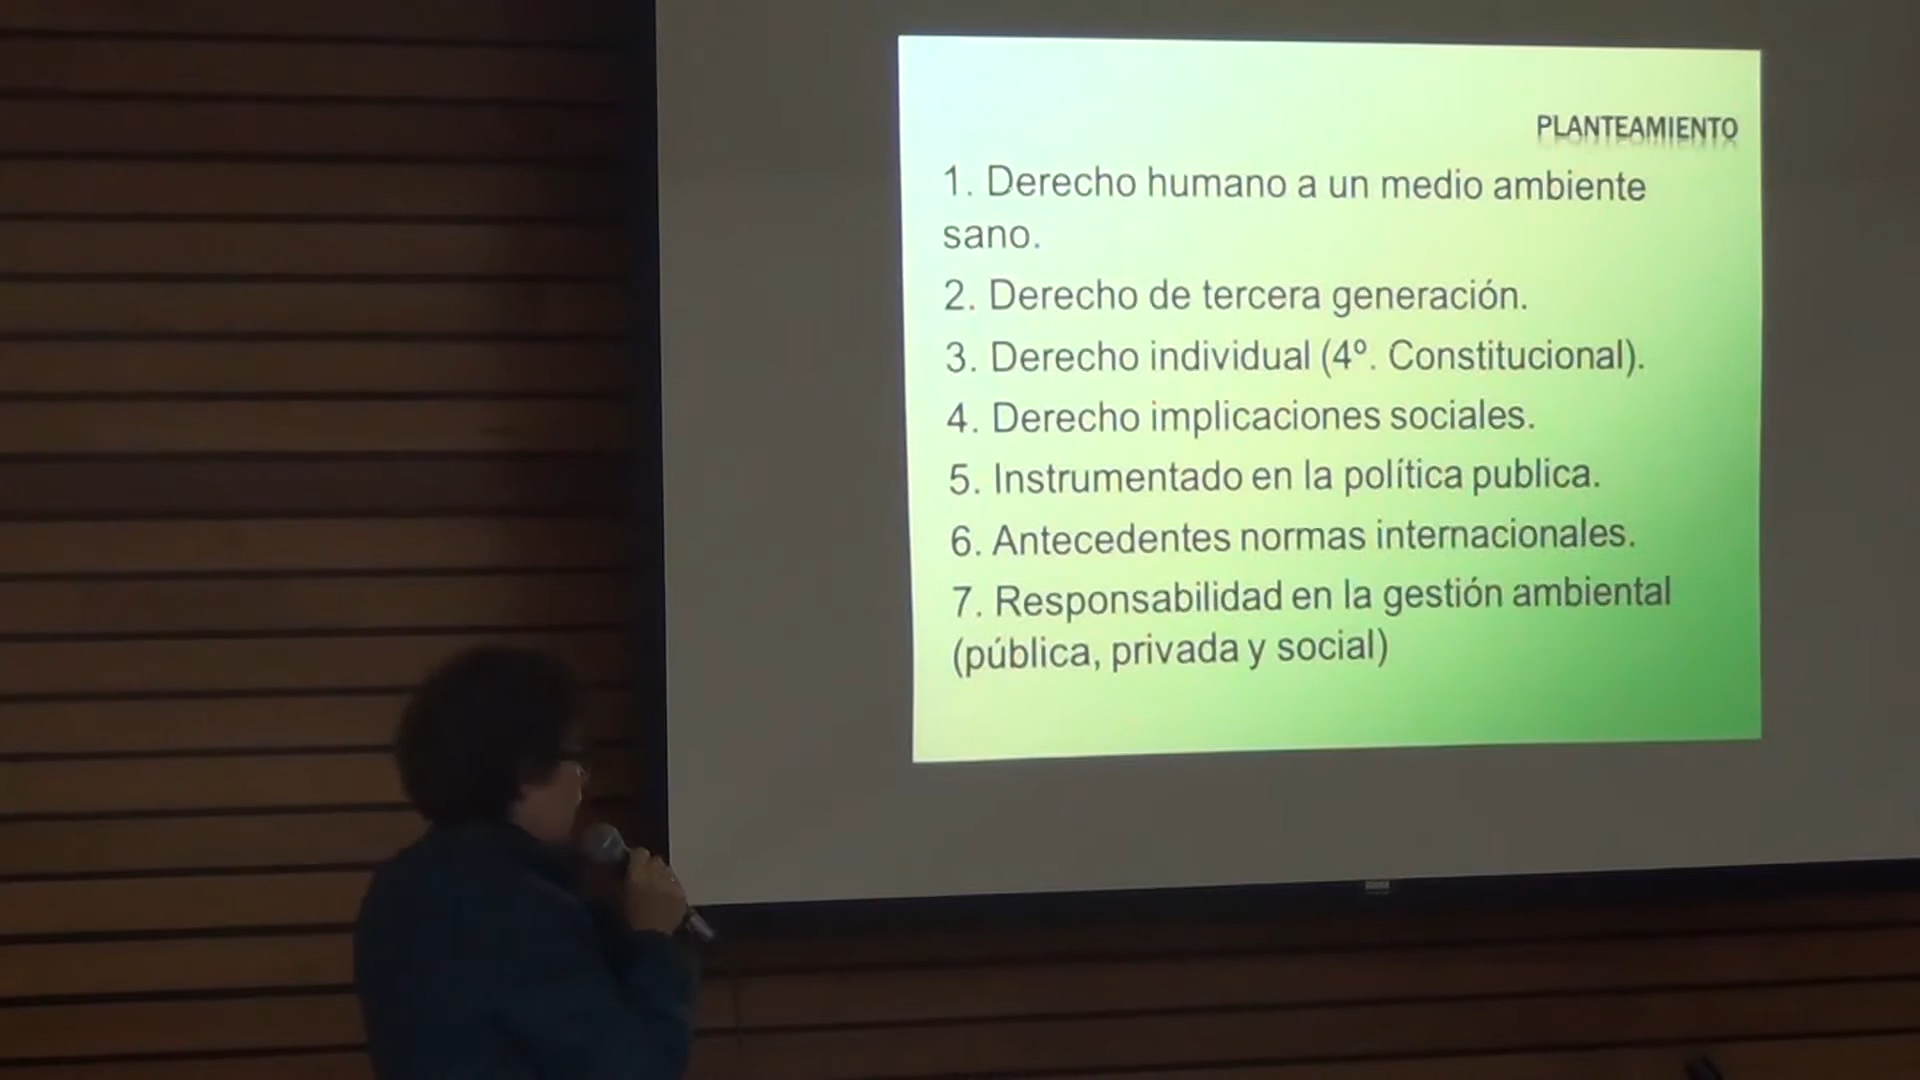 PLANTEAMIENTO
1. Derecho humano a un medio ambiente
sano.
2. Derecho de tercera generación.
3. Derecho individual (4º. Constitucional).
4. Derecho implicaciones sociales.
5. Instrumentado en la política publica.
6. Antecedentes normas internacionales.
7. Responsabilidad en la gestión ambiental
(pública, privada y social)